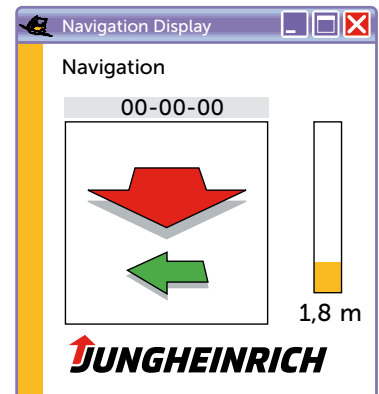 Navigation Display
Navigation
00-00-00
1,8 m
JUNGHEINRICH